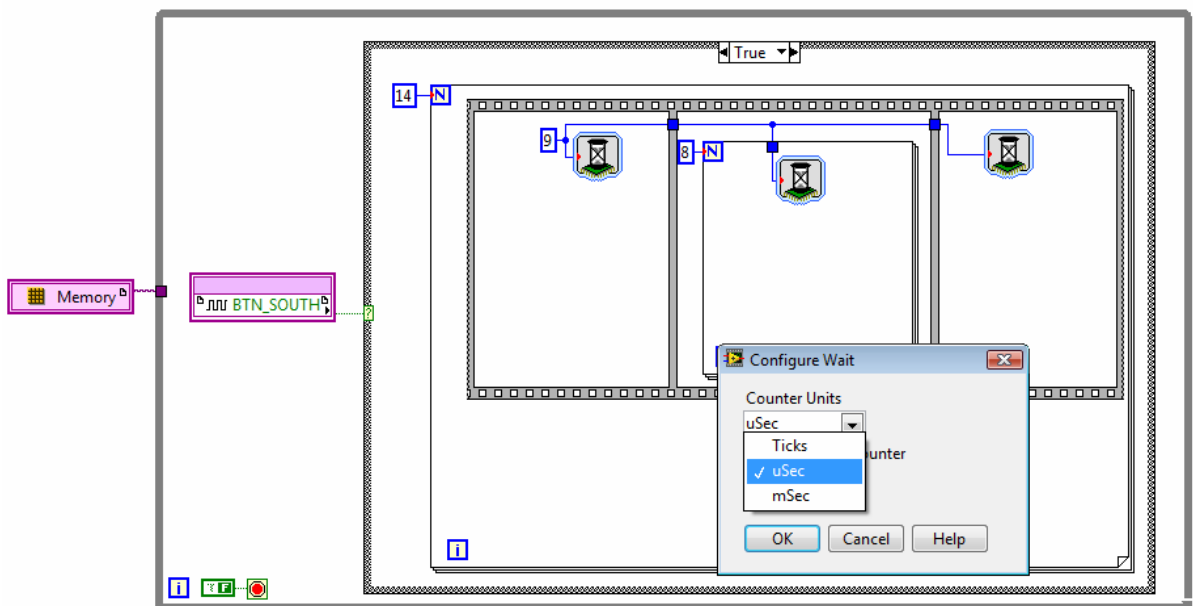 True
14
N
9
8
N
Memory
BTN_SOUTH
?
Configure Wait
Counter Units
uSec
Ticks
unter
uSec
mSec
i
OK
Cancel
Help
i
F